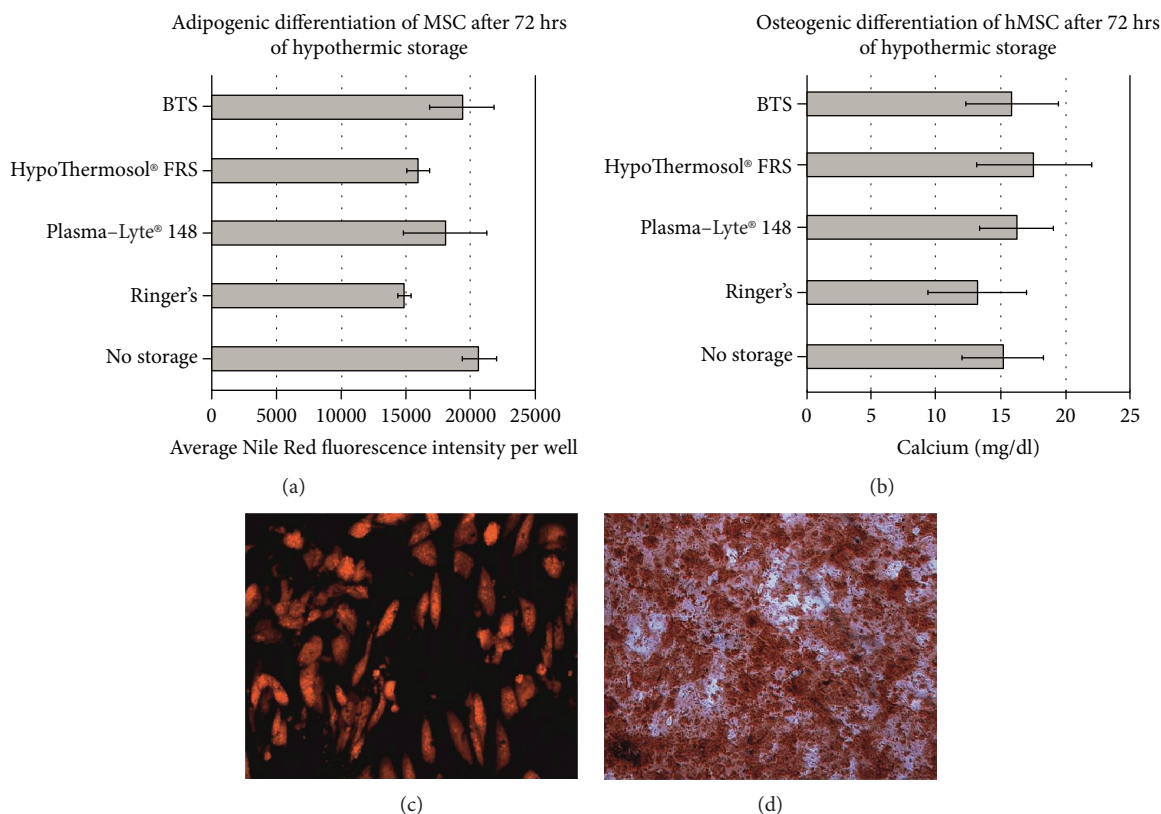 Adipogenic differentiation of MSC after 72 hrs
of hypothermic storage
BTS
HypoThermosol® FRS
Plasma–Lyte® 148
Ringer's
No storage
0 5000 10000 15000 20000 25000
Average Nile Red fluorescence intensity per well
(a)
Osteogenic differentiation of hMSC after 72 hrs
of hypothermic storage
BTS
HypoThermosol® FRS
Plasma–Lyte® 148
Ringer's
No storage
0 5 10 15 20 25
Calcium (mg/dl)
(b)
(c)
(d)